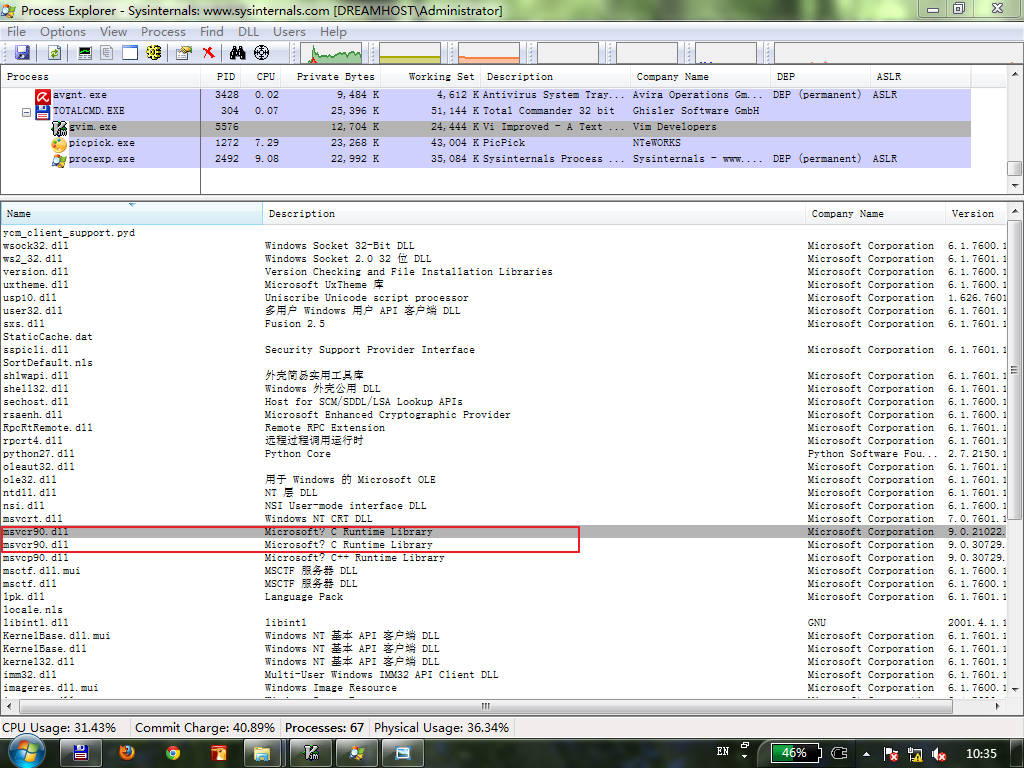 Process Explorer - Sysinternals: www.sysinternals.com [DREAMHOST\Administrator]
File Options View Process Find DLL Users Help
Process PID CPU Private Bytes Working Set Description Company Name DEP ASLR
avgnt.exe 3428 0.02 9,484 K 4,612 K Antivirus System Tray... Avira Operations Gm... DEP (permanent) ASLR
TOTALCMD.EXE 304 0.07 25,396 K 51,144 K Total Commander 32 bit Ghisler Software GmbH
gvim.exe 5576 12,704 K 24,444 K Vi Improved - A Text ... Vim Developers
picpick.exe 1272 7.29 23,268 K 43,004 K PicPick NTeWORKS
procexp.exe 2492 9.08 22,992 K 35,084 K Sysinternals Process ... Sysinternals - www.... DEP (permanent) ASLR
Name Description Company Name Version
ycm_client_support.pyd
wsock32.dll Windows Socket 32-Bit DLL Microsoft Corporation 6.1.7600.1
ws2_32.dll Windows Socket 2.0 32 位 DLL Microsoft Corporation 6.1.7601.1
version.dll Version Checking and File Installation Libraries Microsoft Corporation 6.1.7600.1
uxtheme.dll Microsoft UxTheme 库 Microsoft Corporation 6.1.7600.1
usp10.dll Uniscribe Unicode script processor Microsoft Corporation 1.626.7601
user32.dll 多用户 Windows 用户 API 客户端 DLL Microsoft Corporation 6.1.7601.1
sxs.dll Fusion 2.5 Microsoft Corporation 6.1.7601.1
StaticCache.dat
sspicli.dll Security Support Provider Interface Microsoft Corporation 6.1.7601.1
SortDefault.nls
shlwapi.dll 外壳简易实用工具库 Microsoft Corporation 6.1.7601.1
shell32.dll Windows 外壳公用 DLL Microsoft Corporation 6.1.7601.1
sechost.dll Host for SCM/SDDL/LSA Lookup APIs Microsoft Corporation 6.1.7600.1
rsaenh.dll Microsoft Enhanced Cryptographic Provider Microsoft Corporation 6.1.7600.1
RpcRtRemote.dll Remote RPC Extension Microsoft Corporation 6.1.7601.1
rpcrt4.dll 远程过程调用运行时 Microsoft Corporation 6.1.7601.1
python27.dll Python Core Python Software Fou... 2.7.2150.1
oleaut32.dll Microsoft Corporation 6.1.7601.1
ole32.dll 用于 Windows 的 Microsoft OLE Microsoft Corporation 6.1.7601.1
ntdll.dll NT 层 DLL Microsoft Corporation 6.1.7601.1
nsi.dll NSI User-mode interface DLL Microsoft Corporation 6.1.7600.1
msvcrt.dll Windows NT CRT DLL Microsoft Corporation 7.0.7601.1
msvcr90.dll Microsoft? C Runtime Library Microsoft Corporation 9.0.21022.
msvcr90.dll Microsoft? C Runtime Library Microsoft Corporation 9.0.30729.
msvcp90.dll Microsoft? C++ Runtime Library Microsoft Corporation 9.0.30729.
msctf.dll.mui MSCTF 服务器 DLL Microsoft Corporation 6.1.7600.1
msctf.dll MSCTF 服务器 DLL Microsoft Corporation 6.1.7600.1
lpk.dll Language Pack Microsoft Corporation 6.1.7601.1
locale.nls
libintl.dll libintl GNU 2001.4.1.1
KernelBase.dll.mui Windows NT 基本 API 客户端 DLL Microsoft Corporation 6.1.7601.1
KernelBase.dll Windows NT 基本 API 客户端 DLL Microsoft Corporation 6.1.7601.1
kernel32.dll Windows NT 基本 API 客户端 DLL Microsoft Corporation 6.1.7601.1
imm32.dll Multi-User Windows IMM32 API Client DLL Microsoft Corporation 6.1.7601.1
imageres.dll.mui Windows Image Resource Microsoft Corporation 6.1.7600.1
CPU Usage: 31.43% Commit Charge: 40.89% Processes: 67 Physical Usage: 36.34%
EN 46% 10:35